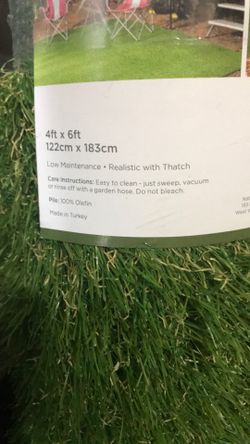 4ft x 6ft
122cm x 183cm
Low Maintenance • Realistic with Thatch
Care Instructions: Easy to clean - just sweep, vacuum
or rinse off with a garden hose. Do not bleach.
Pile: 100% Olefin
Made in Turkey